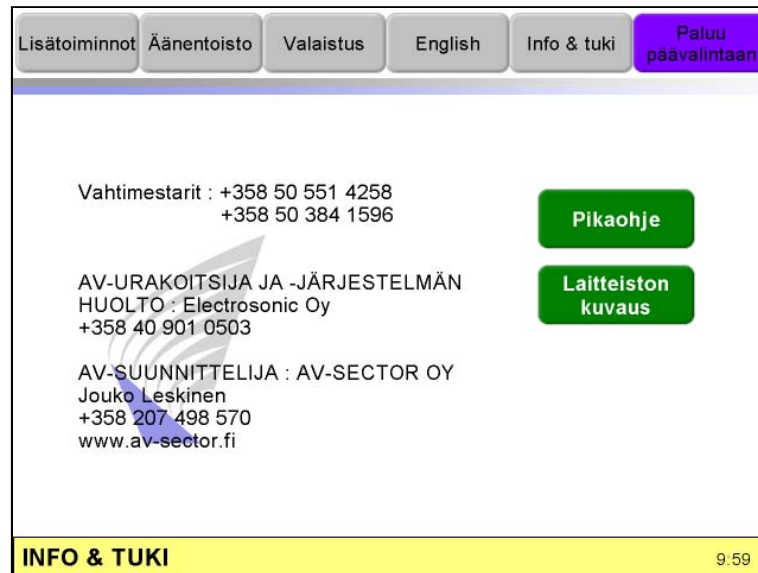 Lisätoiminnot
Äänentoisto
Valaistus
English
Info & tuki
Paluu
päävalintaan
Vahtimestarit : +358 50 551 4258
+358 50 384 1596
Pikaohje
AV-URAKOITSIJA JA -JÄRJESTELMÄN
HUOLTO : Electrosonic Oy
+358 40 901 0503
Laitteiston
kuvaus
AV-SUUNNITTELIJA : AV-SECTOR OY
Jouko Leskinen
+358 207 498 570
www.av-sector.fi
INFO & TUKI
9:59